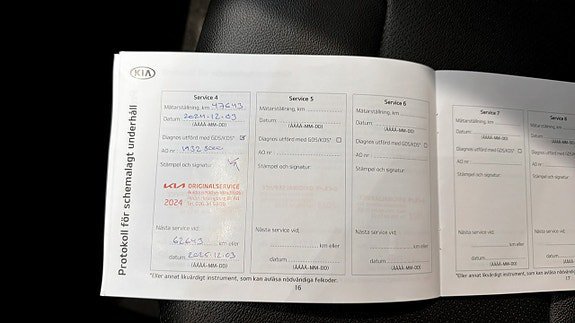 KIA
Protokoll för schemalagt underhåll
Service 4
Mätarställning, km 47643
Datum 2024-12-03
(ÅÅÅÅ-MM-DD)
Diagnos utförd med GDS/KDS*
AO nr
Stämpel och signatur
KIA ORIGINALSERVICE
2024
Nästa service vid:
62643 km eller
datum 2025-12-03
(ÅÅÅÅ-MM-DD)
Service 5
Mätarställning, km
Datum
(ÅÅÅÅ-MM-DD)
Diagnos utförd med GDS/KDS*
AO nr
Stämpel och signatur:
Nästa service vid:
km eller
datum
(ÅÅÅÅ-MM-DD)
Service 6
Mätarställning, km
Datum
(ÅÅÅÅ-MM-DD)
Diagnos utförd med GDS/KDS*
AO nr
Stämpel och signatur:
Nästa service vid:
km eller
datum
(ÅÅÅÅ-MM-DD)
*Eller annat likvärdigt instrument, som kan avläsa nödvändiga felkoder.
16
Service 7
Mätarställning, km
Datum
(ÅÅÅÅ-MM-DD)
Diagnos utförd med GDS/KDS*
AO nr
Stämpel och signatur:
Nästa service vid:
km eller
datum
(ÅÅÅÅ-MM-DD)
Service 8
Mätarställning, km
Datum
(ÅÅÅÅ-MM-DD)
Diagnos utförd med
AO nr
Stämpel och signatur
Nästa service vid:
datum
(ÅÅÅÅ-MM-DD)
*Eller annat likvärdigt instrument, som kan avläsa nödvändiga felkoder.
17